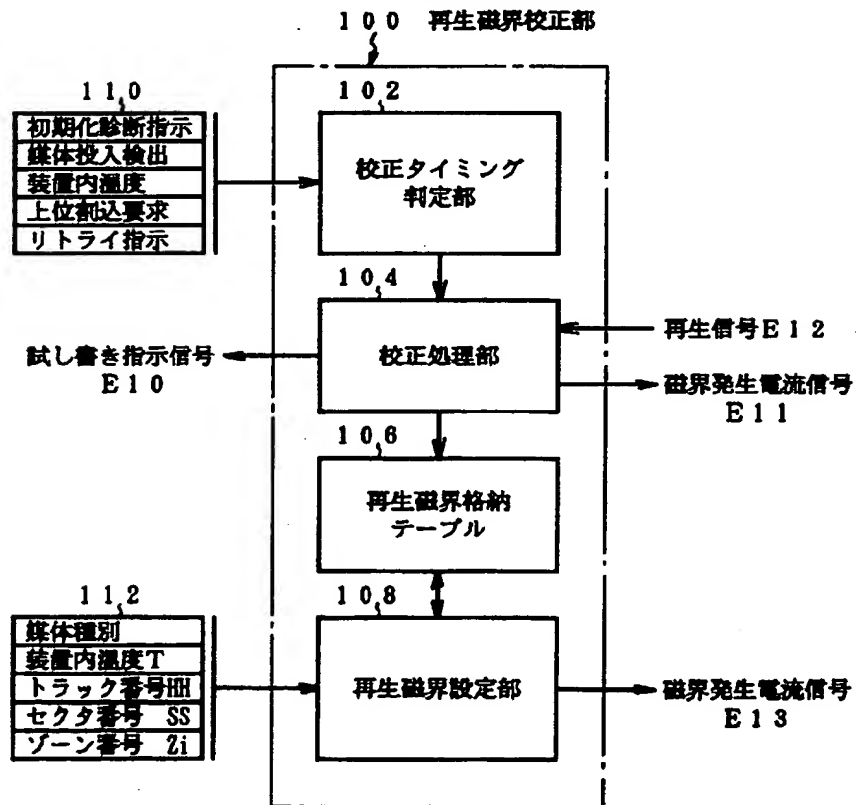 １００ 再生磁界校正部
１１０
初期化診断指示
媒体投入検出
装置内温度
上位割込要求
リトライ指示
１０２
校正タイミング
判定部
１０４
校正処理部
試し書き指示信号
Ｅ１０
再生信号Ｅ１２
磁界発生電流信号
Ｅ１１
１０６
再生磁界格納
テーブル
１１２
媒体種別
装置内温度Ｔ
トラック番号HH
セクタ番号 SS
ゾーン番号 Zi
１０８
再生磁界設定部
磁界発生電流信号
Ｅ１３